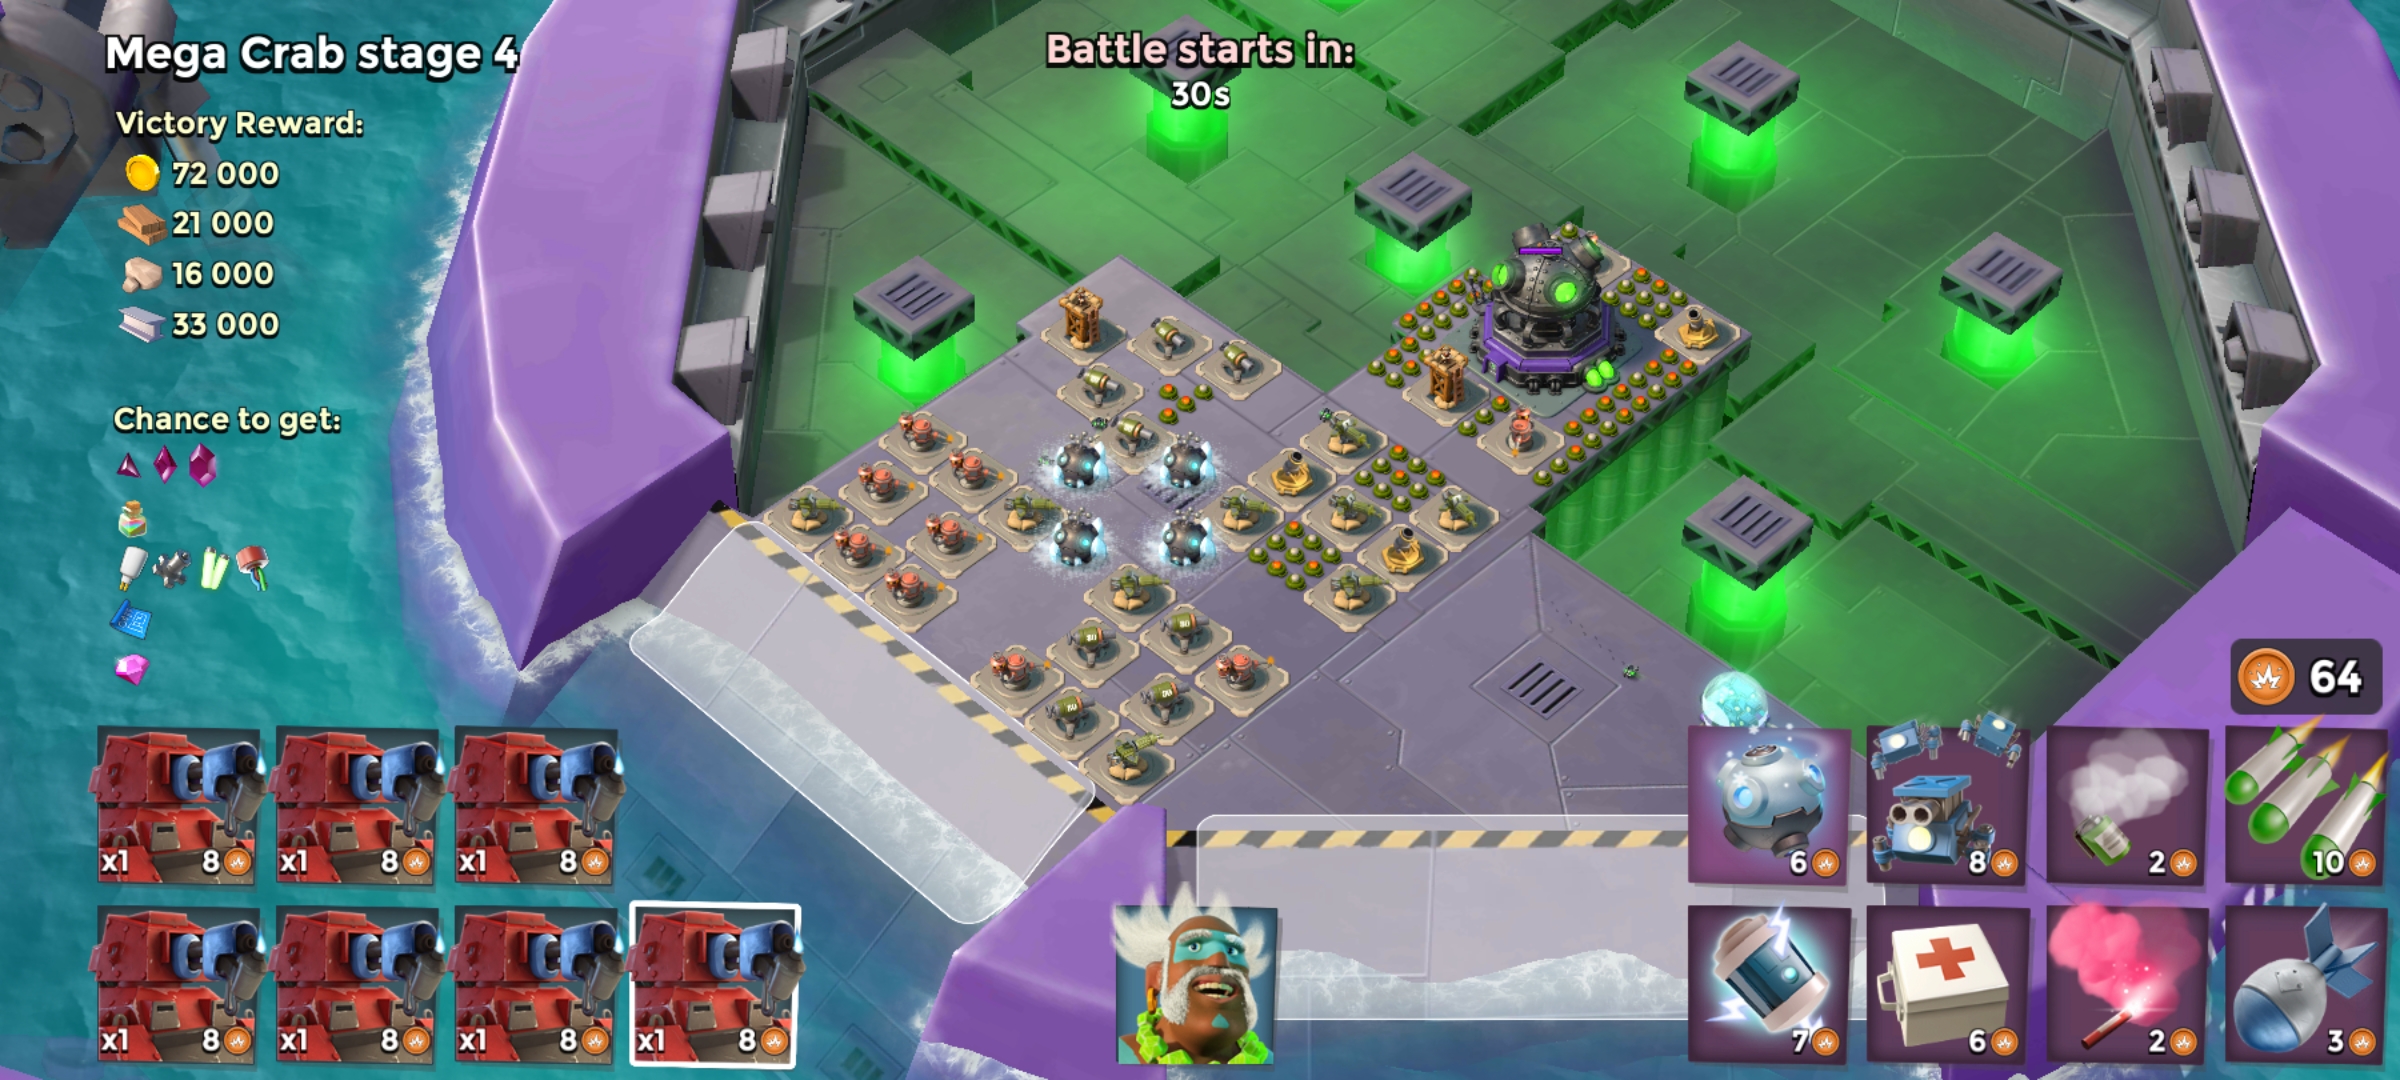 Mega Crab stage 4
Battle starts in:
30s
Victory Reward:
72 000
21 000
16 000
33 000
Chance to get:
64
x1 8
x1 8
x1 8
6
8
2
10
x1 8
x1 8
x1 8
x1 8
7
6
2
3